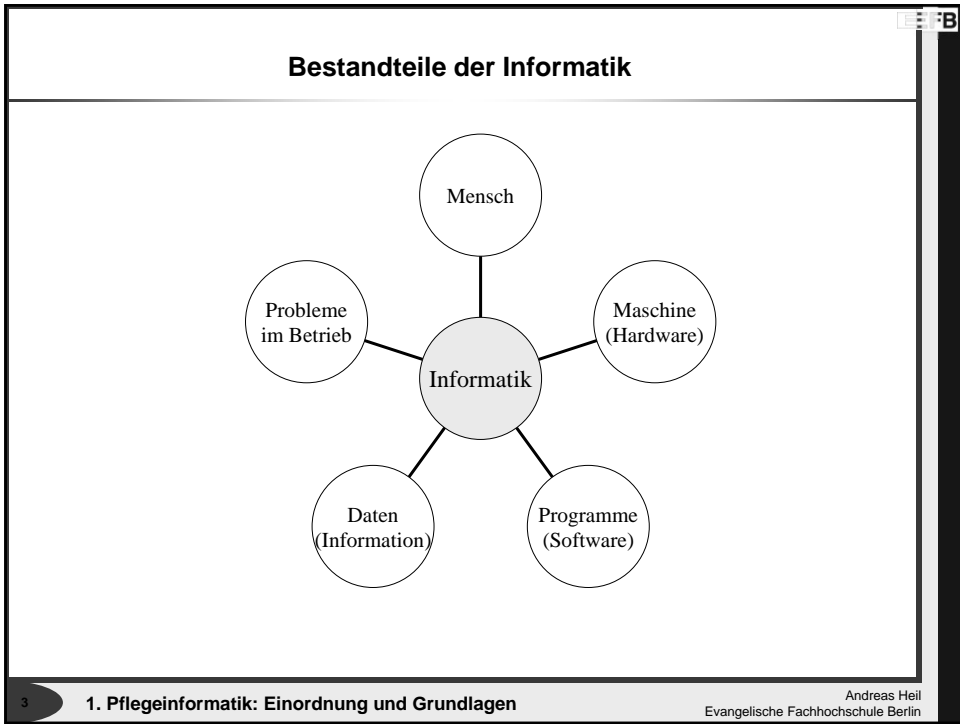 EFB
Bestandteile der Informatik
Mensch
Probleme
im Betrieb
Maschine
(Hardware)
Informatik
Daten
(Information)
Programme
(Software)
3
1. Pflegeinformatik: Einordnung und Grundlagen
Andreas Heil
Evangelische Fachhochschule Berlin